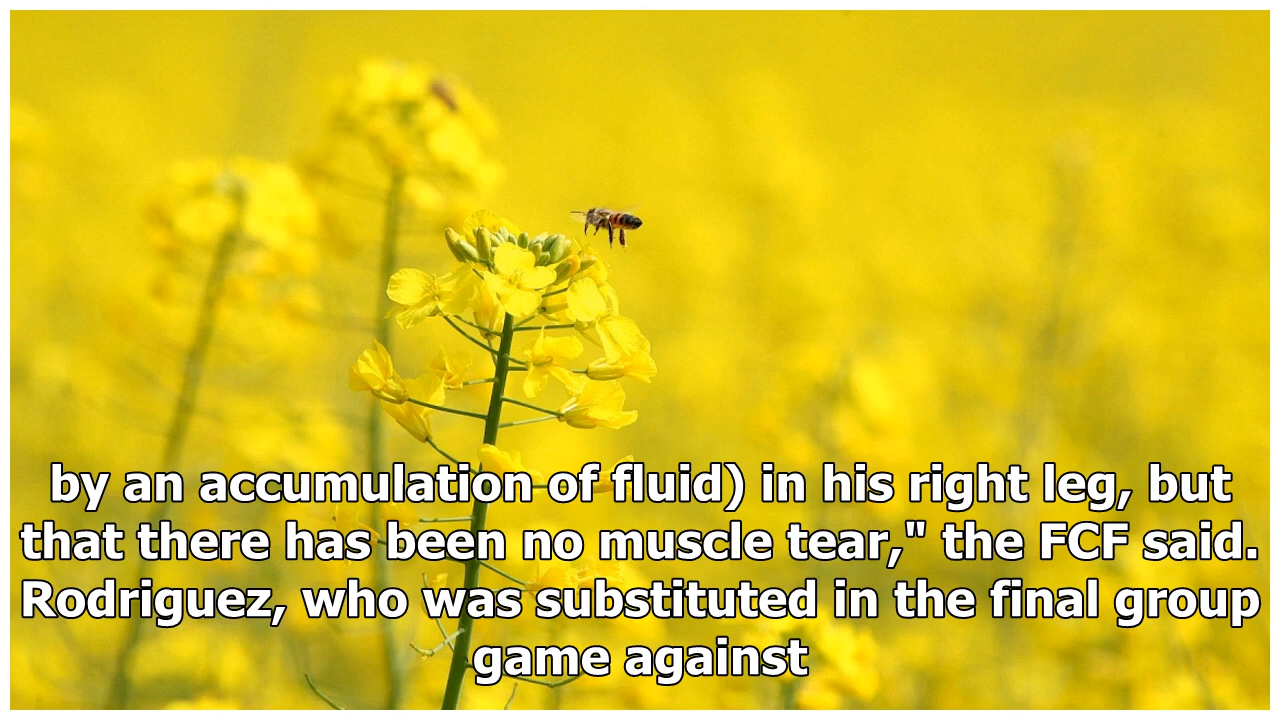 by an accumulation of fluid) in his right leg, but
that there has been no muscle tear," the FCF said.
Rodriguez, who was substituted in the final group
game against